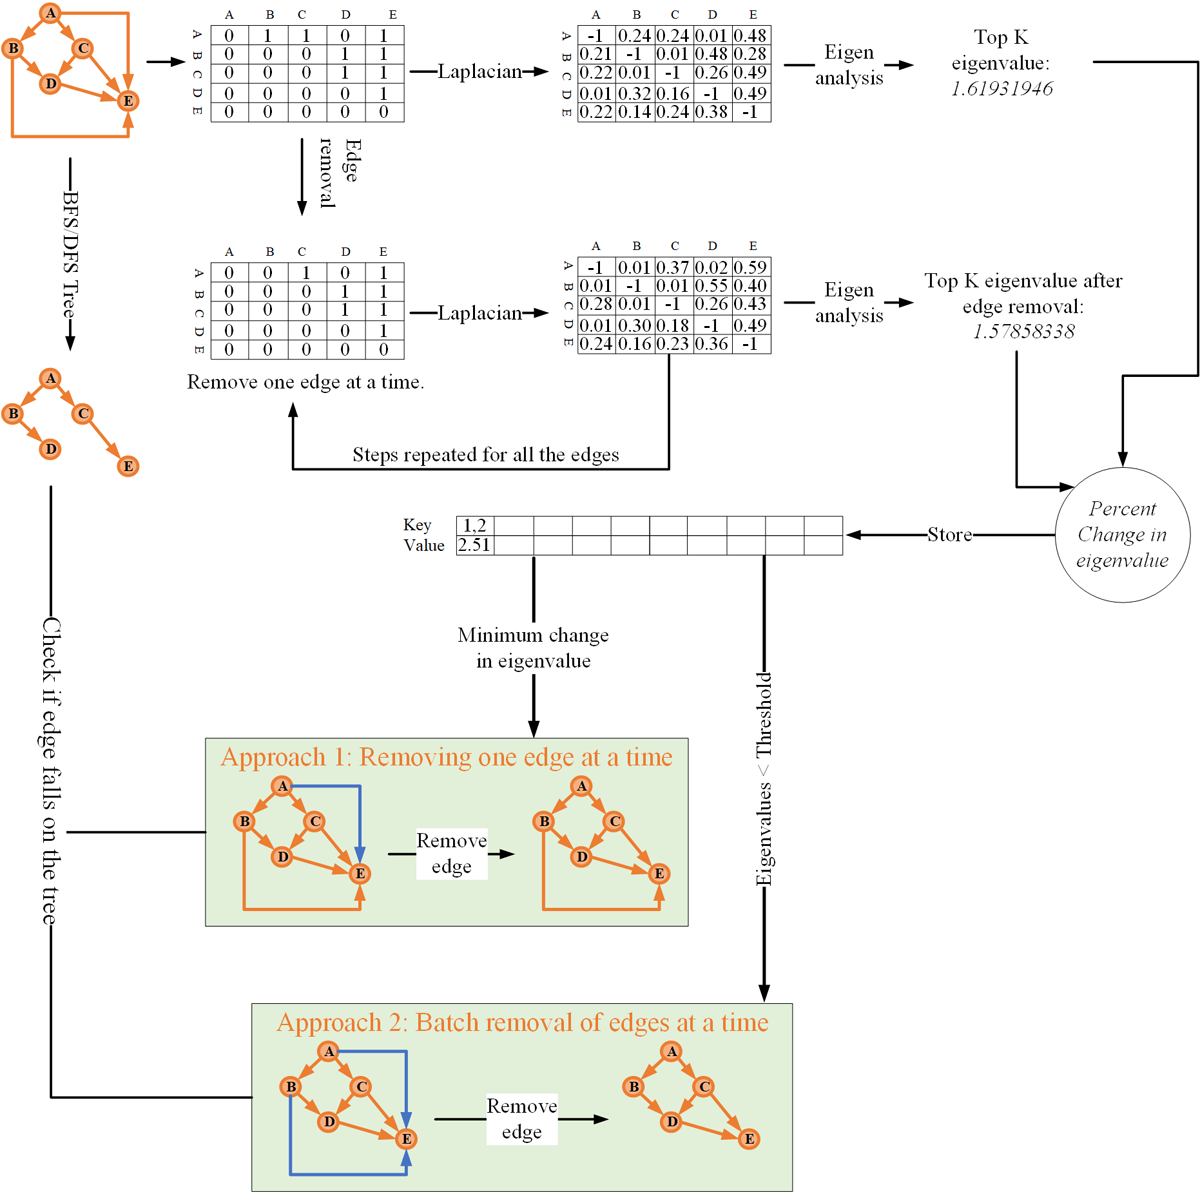 A
B
C
D
E
A B C D E
A 0 1 1 0 1
B 0 0 0 1 1
C 0 0 0 1 1
D 0 0 0 0 1
E 0 0 0 0 0
Laplacian
A B C D E
A -1 0.24 0.24 0.01 0.48
B 0.21 -1 0.01 0.48 0.28
C 0.22 0.01 -1 0.26 0.49
D 0.01 0.32 0.16 -1 0.49
E 0.22 0.14 0.24 0.38 -1
Eigen
analysis
Top K
eigenvalue:
1.61931946
Edge
removal
BFS/DFS Tree
A B C D E
A 0 0 1 0 1
B 0 0 0 1 1
C 0 0 0 1 1
D 0 0 0 0 1
E 0 0 0 0 0
Remove one edge at a time.
Laplacian
A B C D E
A -1 0.01 0.37 0.02 0.59
B 0.01 -1 0.01 0.55 0.40
C 0.28 0.01 -1 0.26 0.43
D 0.01 0.30 0.18 -1 0.49
E 0.24 0.16 0.23 0.36 -1
Eigen
analysis
Top K eigenvalue after
edge removal:
1.57858338
Steps repeated for all the edges
A
B
C
D
E
Percent
Change in
eigenvalue
Store
Key 1,2
Value 2.51
Minimum change
in eigenvalue
Eigenvalues < Threshold
Check if edge falls on the tree
Approach 1: Removing one edge at a time
A
B
C
D
E
Remove
edge
A
B
C
D
E
Approach 2: Batch removal of edges at a time
A
B
C
D
E
Remove
edge
A
B
C
D
E